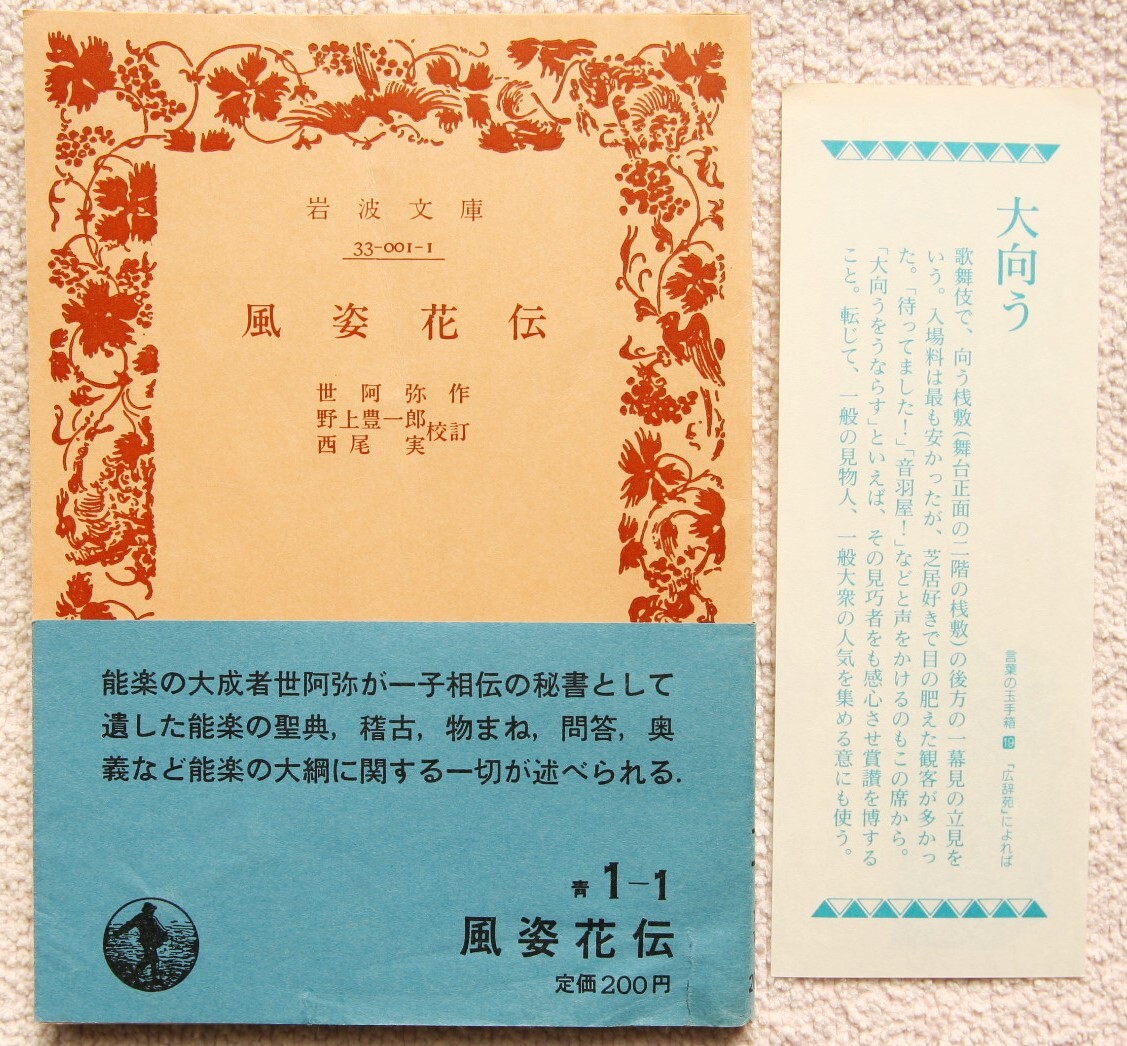 岩波文庫
33-001-1
風姿花伝
世阿弥作
野上豊一郎
西尾実
校訂
能楽の大成者世阿弥が一子相伝の秘書として
遺した能楽の聖典，稽古，物まね，問答，奥
義など能楽の大綱に関する一切が述べられる．
青 1-1
風姿花伝
定価200円
大向う
歌舞伎で、向う桟敷(舞台正面の二階の桟敷)の後方の一幕見の立見を
いう。入場料は最も安かったが、芝居好きで目の肥えた観客が多かっ
た。「待ってました！」「音羽屋！」などと声をかけるのもこの席から。
「大向うをうならす」といえば、その見巧者をも感心させ賞讃を博する
こと。転じて、一般の見物人、一般大衆の人気を集める意にも使う。
言葉の玉手箱 19 『広辞苑』によれば